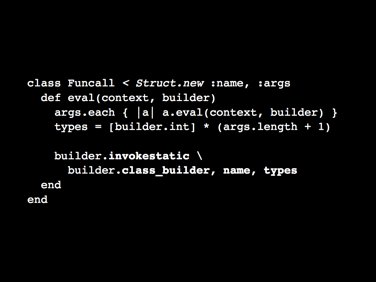 class Funcall < Struct.new :name, :args
def eval(context, builder)
args.each { |a| a.eval(context, builder) }
types = [builder.int] * (args.length + 1)
builder.invokestatic \
builder.class_builder, name, types
end
end